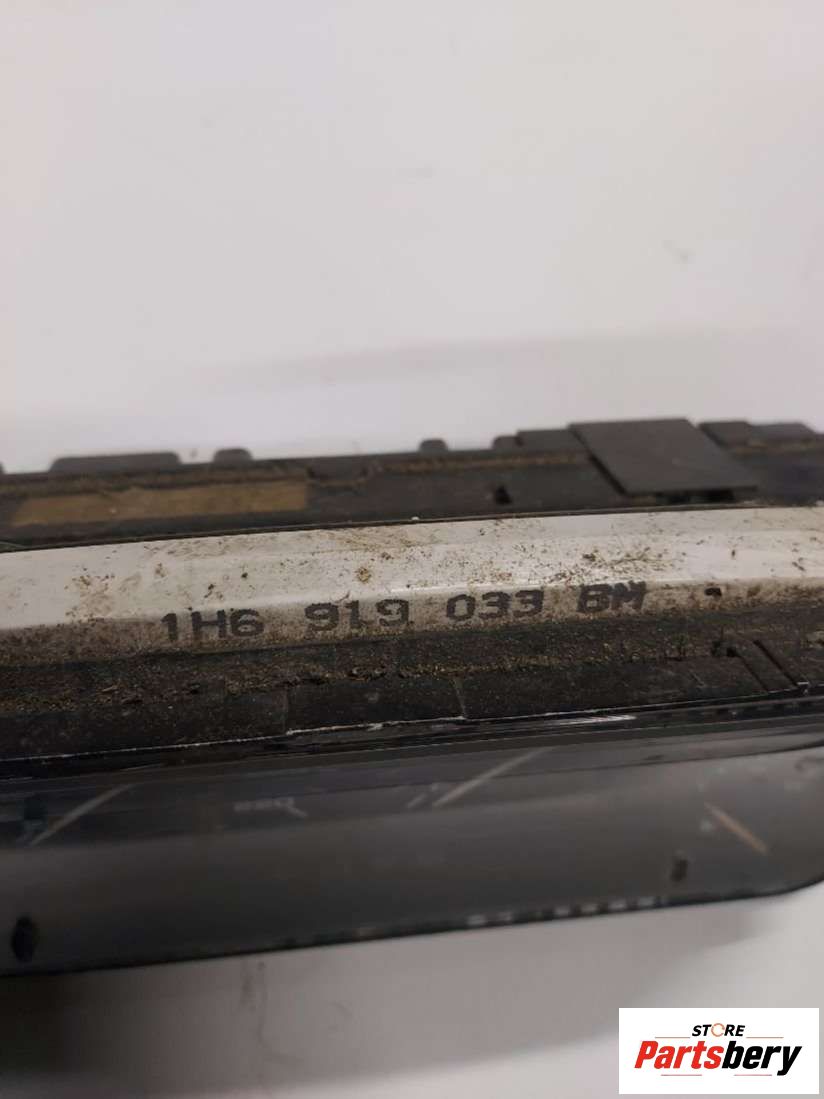 1H6 919 033 BM
STORE
Partsbery